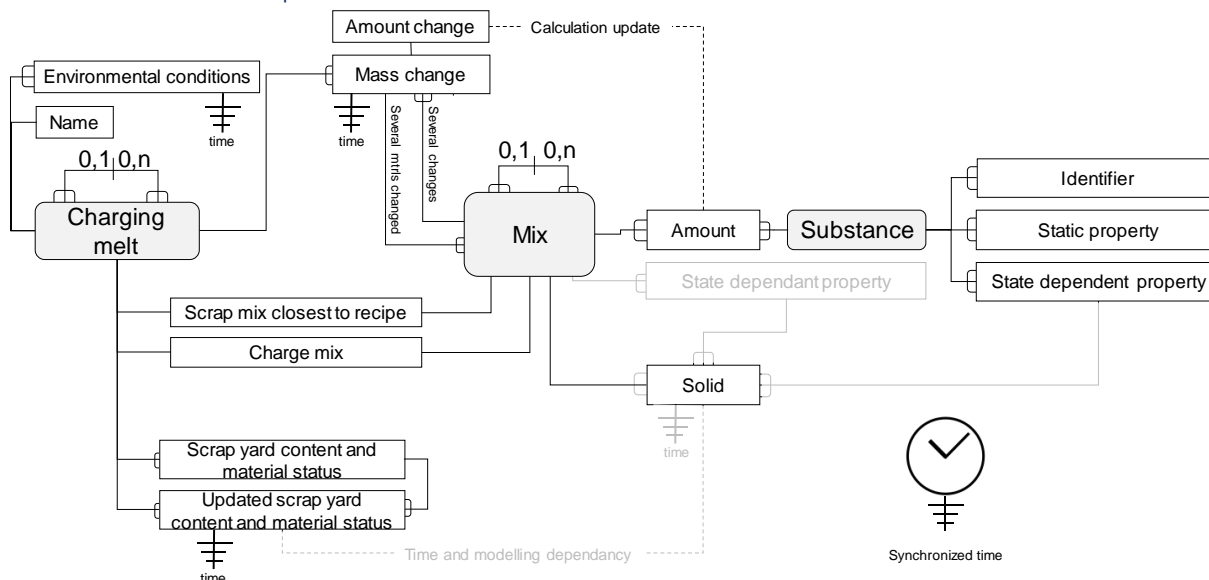 Amount change
Calculation update
Environmental conditions
Mass change
time
Name
time
Several mtrls changed
Several changes
0,1 0,n
0,1 0,n
Identifier
Charging
melt
Mix
Amount
Substance
Static property
State dependant property
State dependent property
Scrap mix closest to recipe
Charge mix
Solid
time
Scrap yard content and
material status
Updated scrap yard
content and material status
Time and modelling dependancy
Synchronized time
time